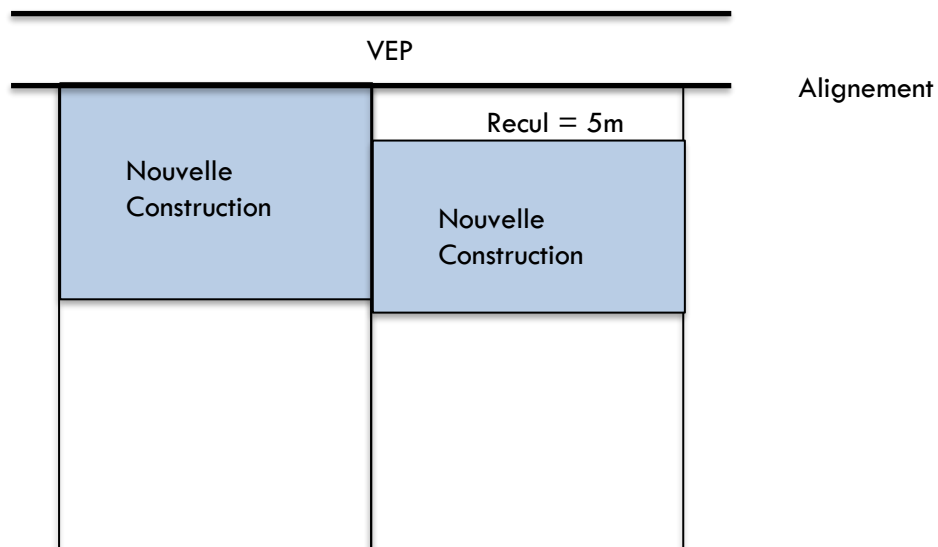 VEP
Alignement
Recul = 5m
Nouvelle
Construction
Nouvelle
Construction